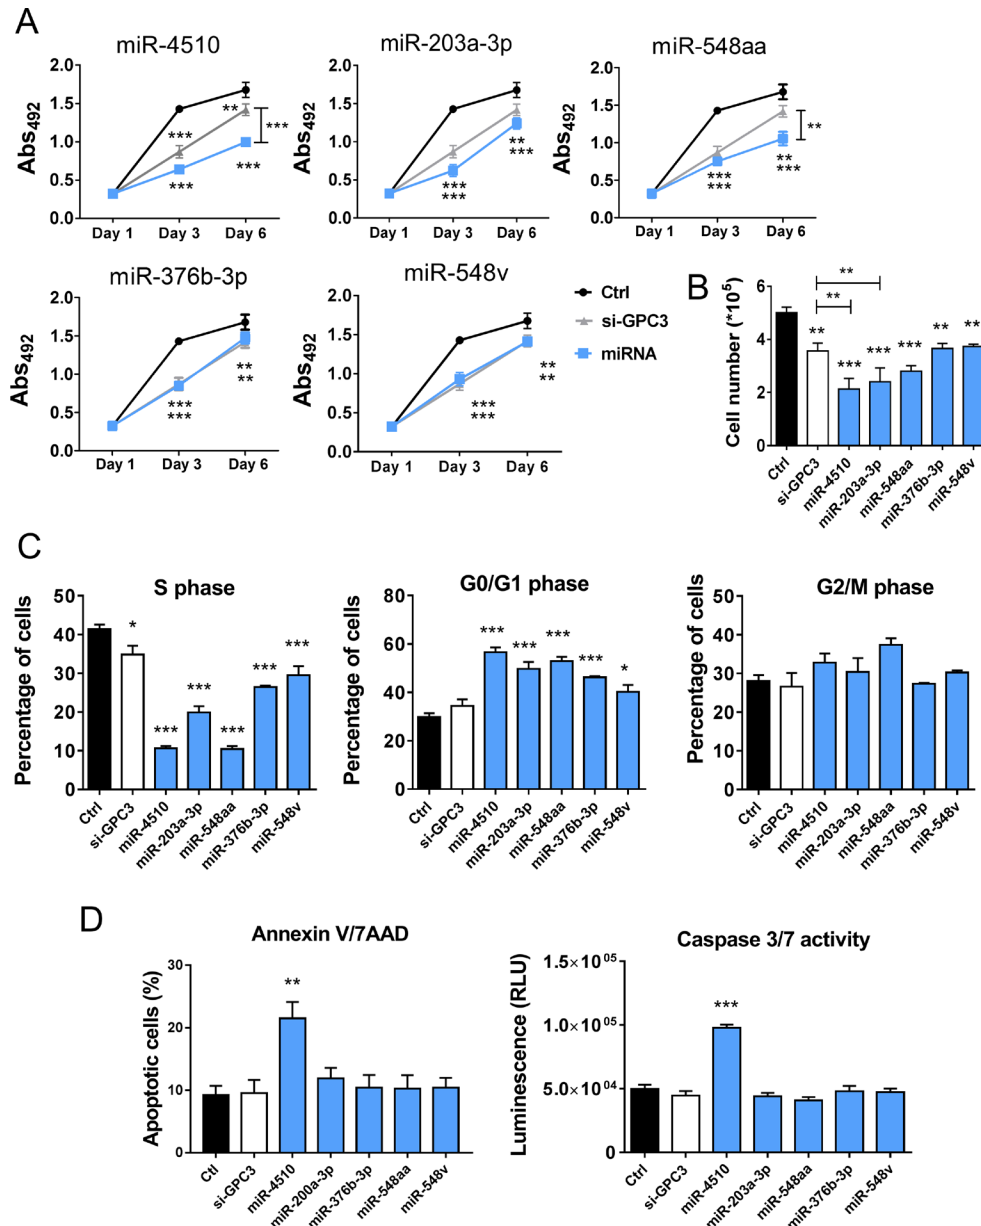 A
miR-4510
miR-203a-3p
miR-548aa
Abs492
2.0
1.5
1.0
0.5
0.0
**
***
***
***
***
Day 1
Day 3
Day 6
Abs492
2.0
1.5
1.0
0.5
0.0
***
***
**
***
Day 1
Day 3
Day 6
Abs492
2.0
1.5
1.0
0.5
0.0
**
***
***
**
***
Day 1
Day 3
Day 6
miR-376b-3p
miR-548v
Abs492
2.0
1.5
1.0
0.5
0.0
***
***
**
**
Day 1
Day 3
Day 6
Abs492
2.0
1.5
1.0
0.5
0.0
***
***
**
**
Day 1
Day 3
Day 6
Ctrl
si-GPC3
miRNA
B
Cell number (*10⁵)
6
4
2
0
**
**
**
***
***
***
**
**
Ctrl
si-GPC3
miR-4510
miR-203a-3p
miR-548aa
miR-376b-3p
miR-548v
C
S phase
Percentage of cells
50
40
30
20
10
0
*
***
***
***
***
***
Ctrl
si-GPC3
miR-4510
miR-203a-3p
miR-548aa
miR-376b-3p
miR-548v
G0/G1 phase
Percentage of cells
80
60
40
20
0
***
***
***
***
*
Ctrl
si-GPC3
miR-4510
miR-203a-3p
miR-548aa
miR-376b-3p
miR-548v
G2/M phase
Percentage of cells
50
40
30
20
10
0
Ctrl
si-GPC3
miR-4510
miR-203a-3p
miR-548aa
miR-376b-3p
miR-548v
D
Annexin V/7AAD
Apoptotic cells (%)
30
20
10
0
**
Ctl
si-GPC3
miR-4510
miR-200a-3p
miR-376b-3p
miR-548aa
miR-548v
Caspase 3/7 activity
Luminescence (RLU)
1.5×10⁰⁵
1.0×10⁰⁵
5.0×10⁰⁴
0
***
Ctrl
si-GPC3
miR-4510
miR-203a-3p
miR-548aa
miR-376b-3p
miR-548v